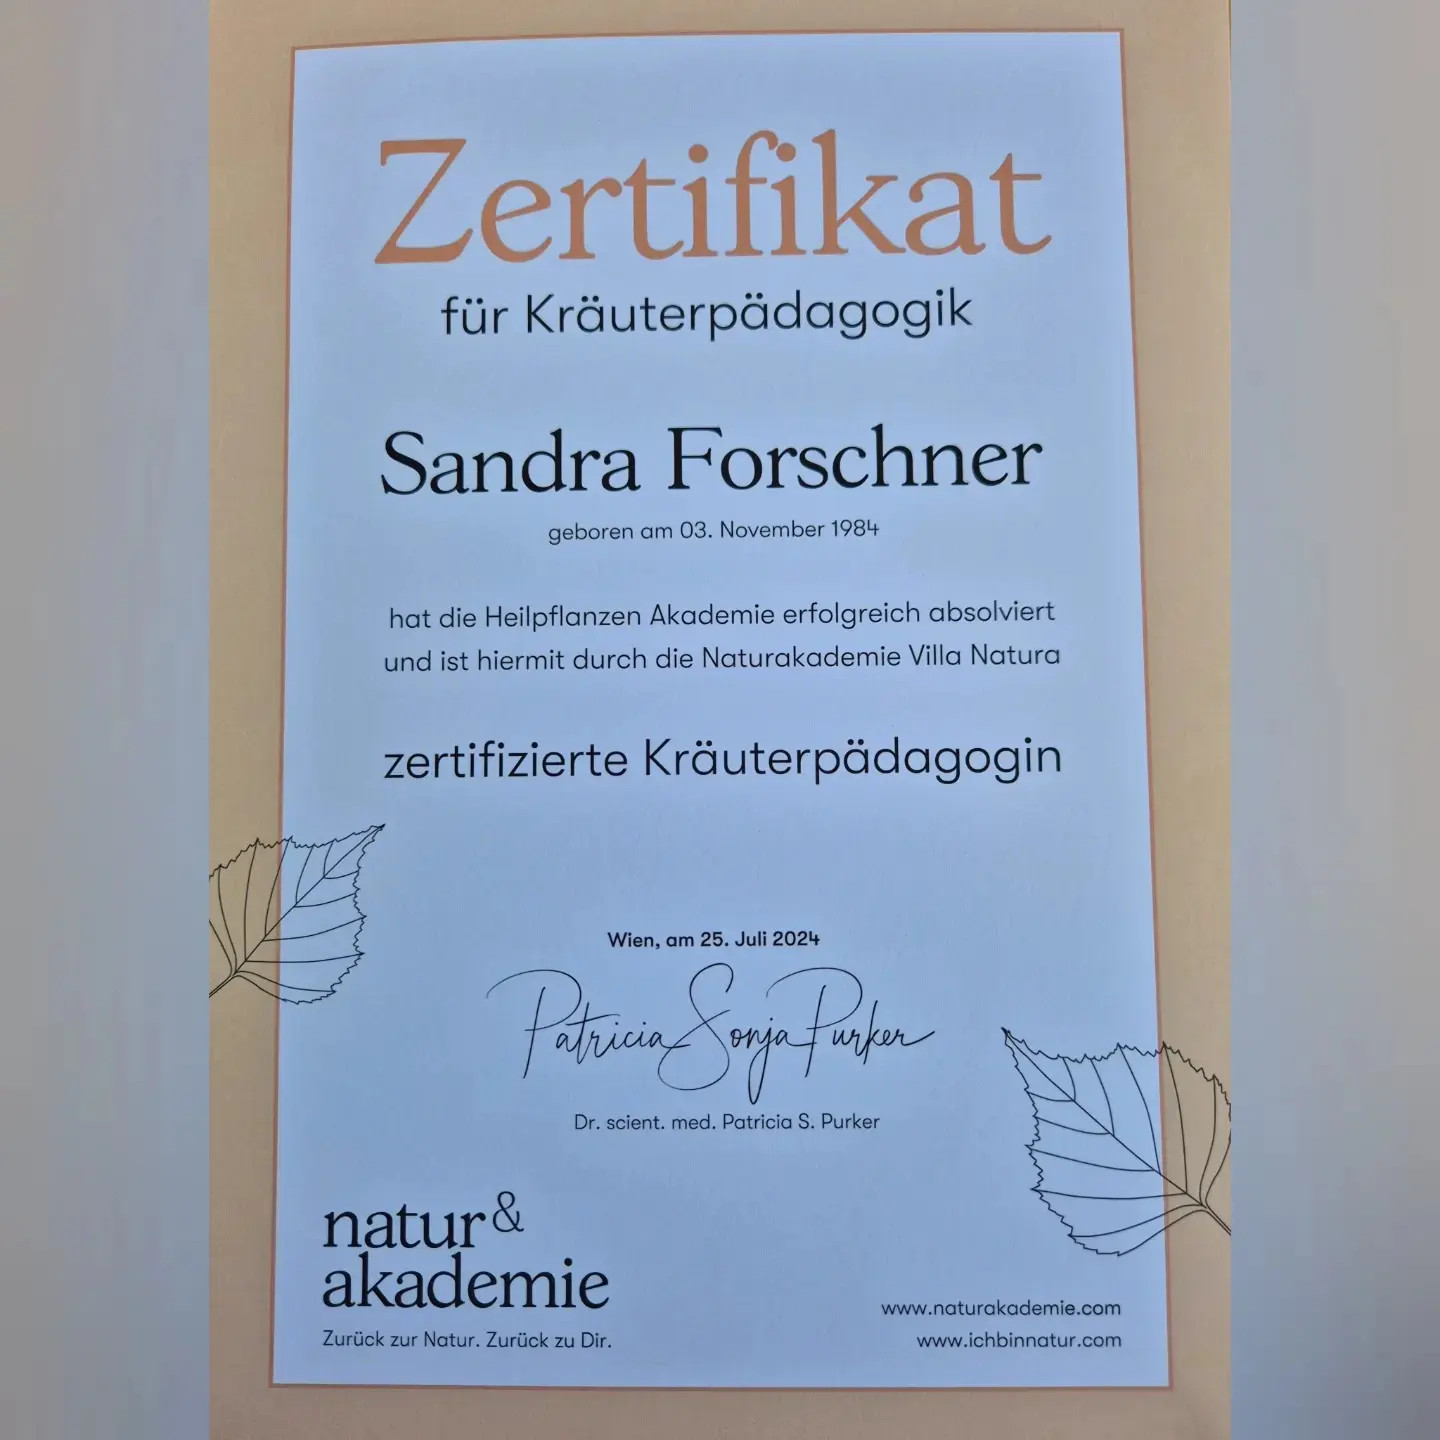 Zertifikat
für Kräuterpädagogik
Sandra Forschner
geboren am 03. November 1984
hat die Heilpflanzen Akademie erfolgreich absolviert
und ist hiermit durch die Naturakademie Villa Natura
zertifizierte Kräuterpädagogin
Wien, am 25. Juli 2024
Patricia Sonja Purker
Dr. scient. med. Patricia S. Purker
natur&
akademie
Zurück zur Natur. Zurück zu Dir.
www.naturakademie.com
www.ichbinnatur.com